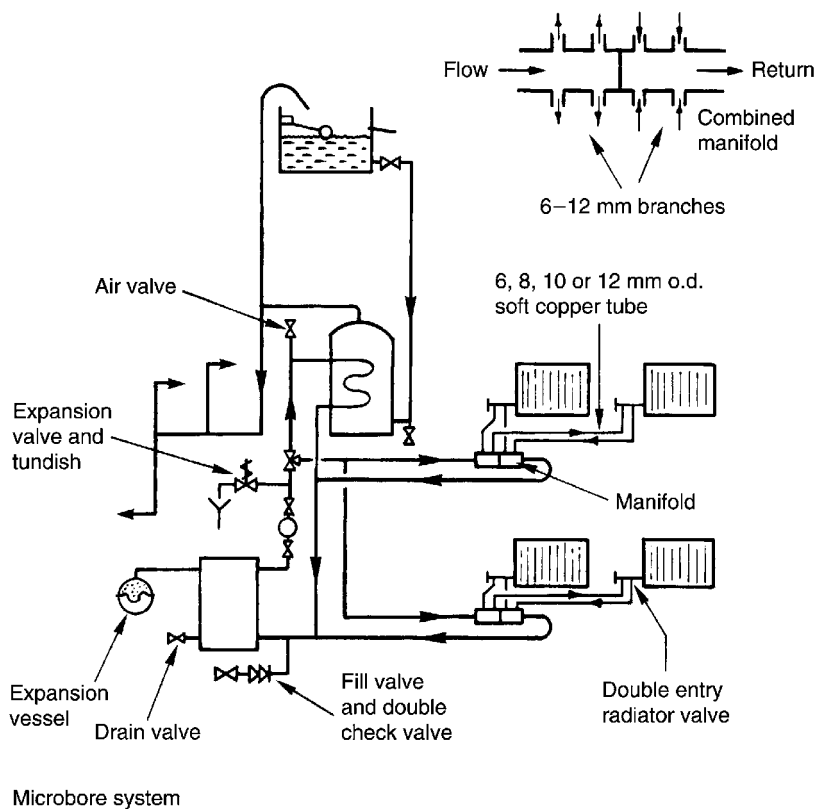 Flow
Return
Combined
manifold
6–12 mm branches
6, 8, 10 or 12 mm o.d.
soft copper tube
Air valve
Expansion
valve and
tundish
Manifold
Expansion
vessel
Drain valve
Fill valve
and double
check valve
Double entry
radiator valve
Microbore system